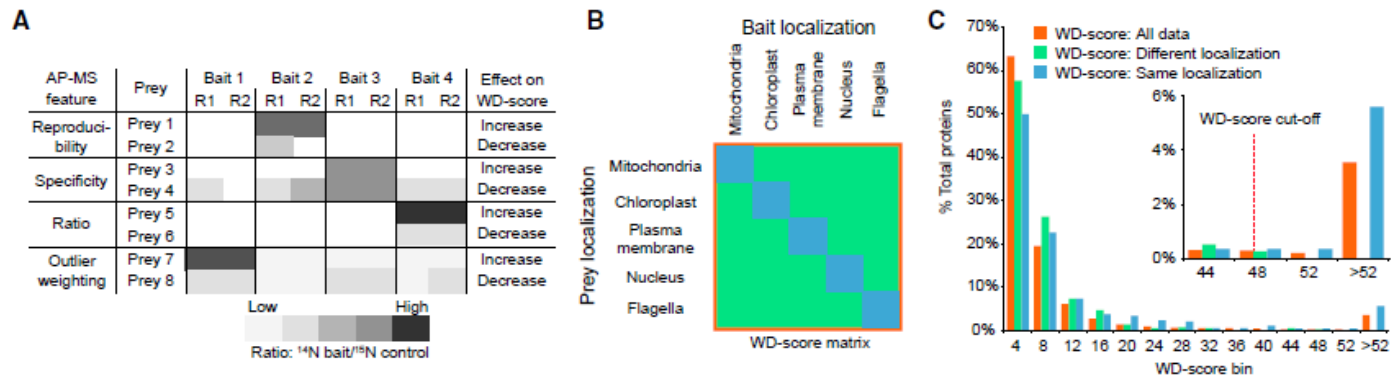 A
AP-MS
feature
Prey
Bait 1
Bait 2
Bait 3
Bait 4
Effect on
WD-score
R1 R2 R1 R2 R1 R2 R1 R2
Reproduci-
bility
Prey 1
Increase
Prey 2
Decrease
Specificity
Prey 3
Increase
Prey 4
Decrease
Ratio
Prey 5
Increase
Prey 6
Decrease
Outlier
weighting
Prey 7
Increase
Prey 8
Decrease
Low
High
Ratio: ¹⁴N bait/¹⁵N control
B
Bait localization
Mitochondria
Chloroplast
Plasma
membrane
Nucleus
Flagella
Prey localization
Mitochondria
Chloroplast
Plasma
membrane
Nucleus
Flagella
WD-score matrix
C
WD-score: All data
WD-score: Different localization
WD-score: Same localization
% Total proteins
70%
60%
50%
40%
30%
20%
10%
0%
4 8 12 16 20 24 28 32 36 40 44 48 52 >52
WD-score bin
WD-score cut-off
6%
4%
2%
0%
44 48 52 >52